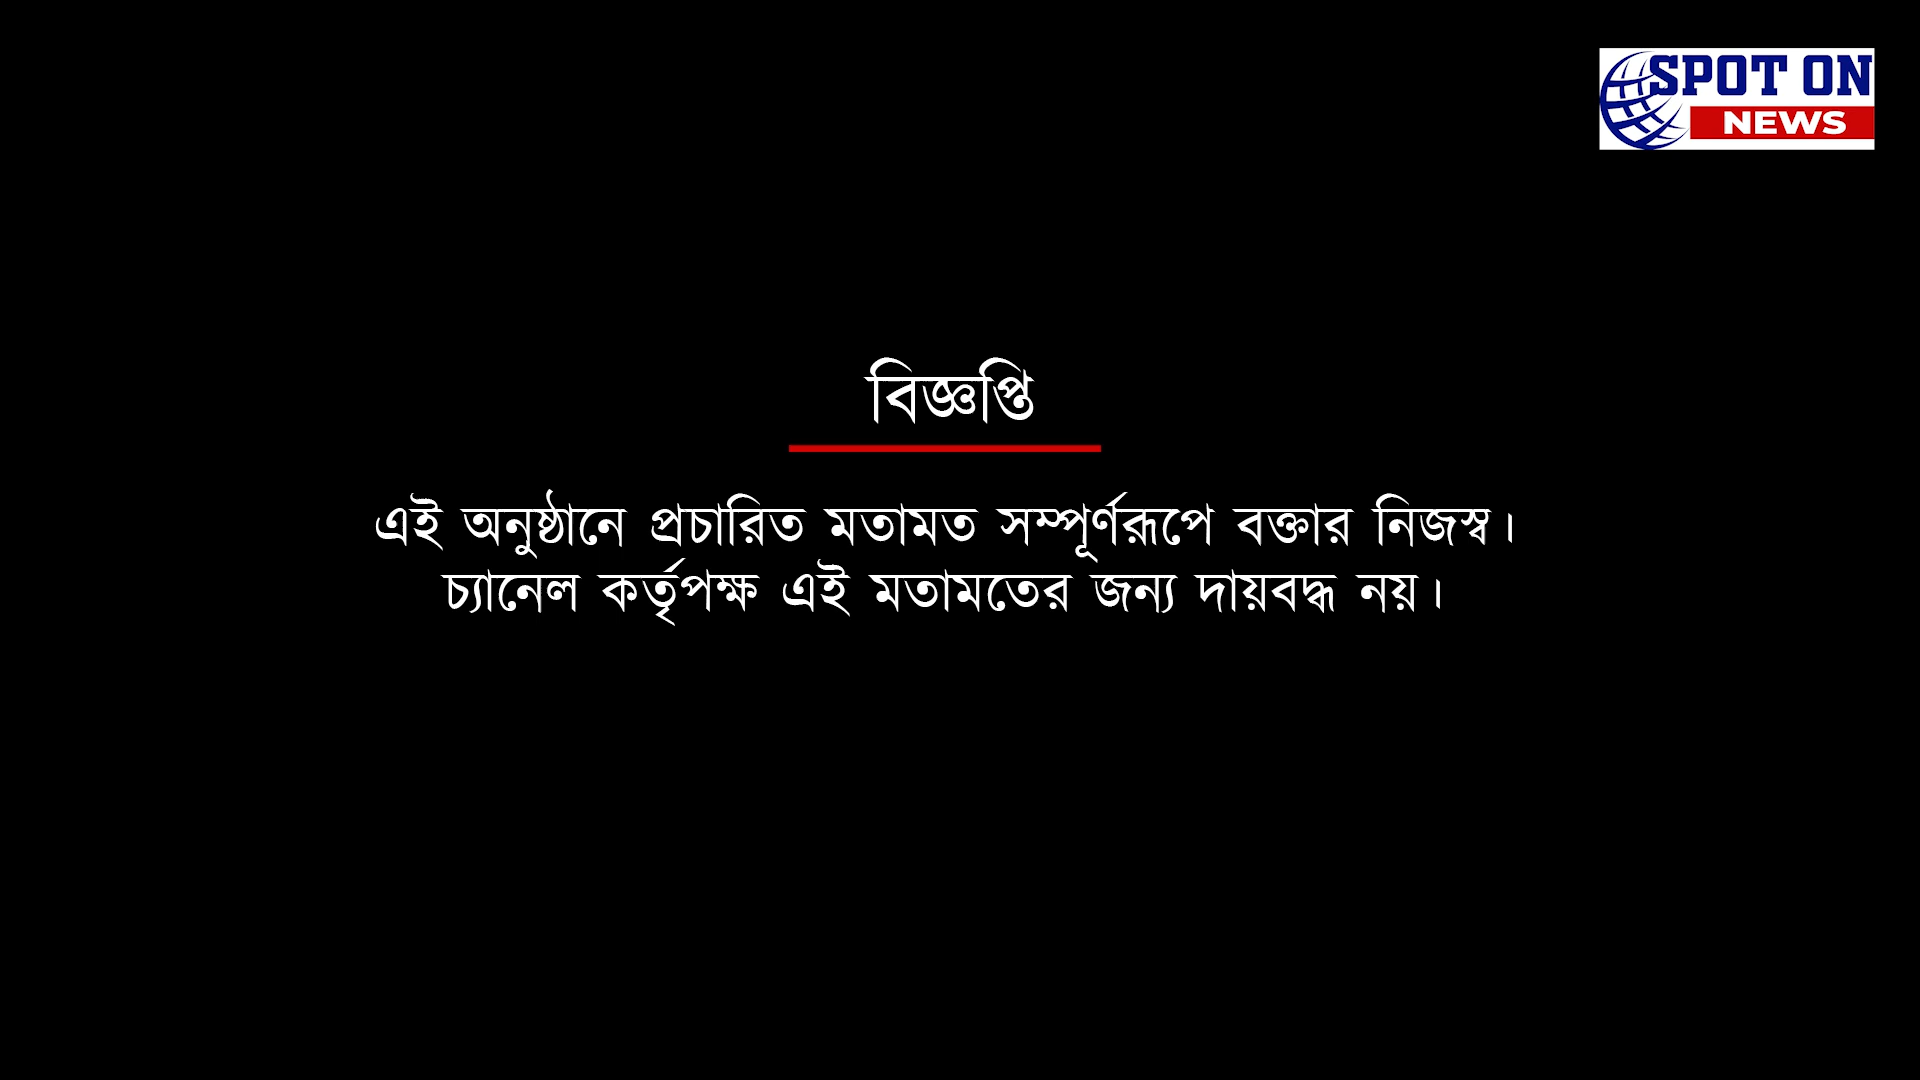 SPOT ON
NEWS
বিজ্ঞপ্তি
এই অনুষ্ঠানে প্রচারিত মতামত সম্পূর্ণরূপে বক্তার নিজস্ব।
চ্যানেল কর্তৃপক্ষ এই মতামতের জন্য দায়বদ্ধ নয়।